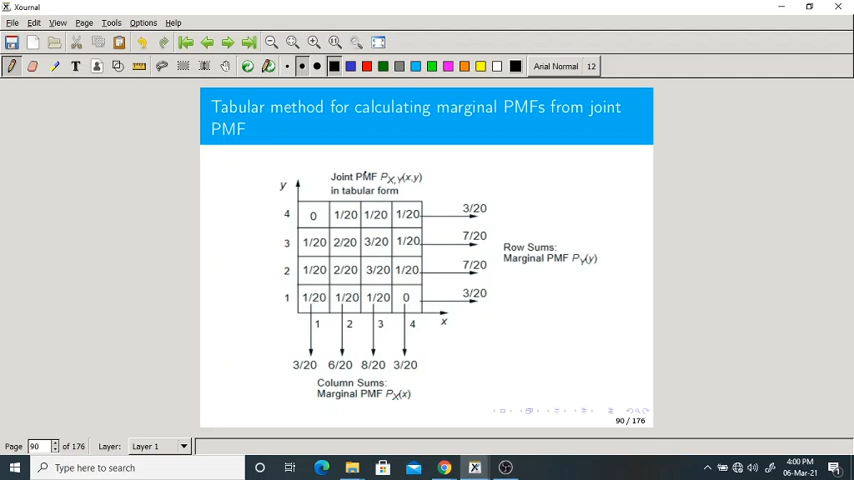 Xournal
File Edit View Page Tools Options Help
Arial Normal 12
Tabular method for calculating marginal PMFs from joint
PMF
Joint PMF P_X,Y(x,y)
in tabular form
y
4 0 1/20 1/20 1/20 3/20
3 1/20 2/20 3/20 1/20 7/20
2 1/20 2/20 3/20 1/20 7/20
1 1/20 1/20 1/20 0 3/20
Row Sums:
Marginal PMF P_Y(y)
1 2 3 4 x
3/20 6/20 8/20 3/20
Column Sums:
Marginal PMF P_X(x)
90 / 176
Page 90 of 176 Layer: Layer 1
Type here to search
4:00 PM
06-Mar-21